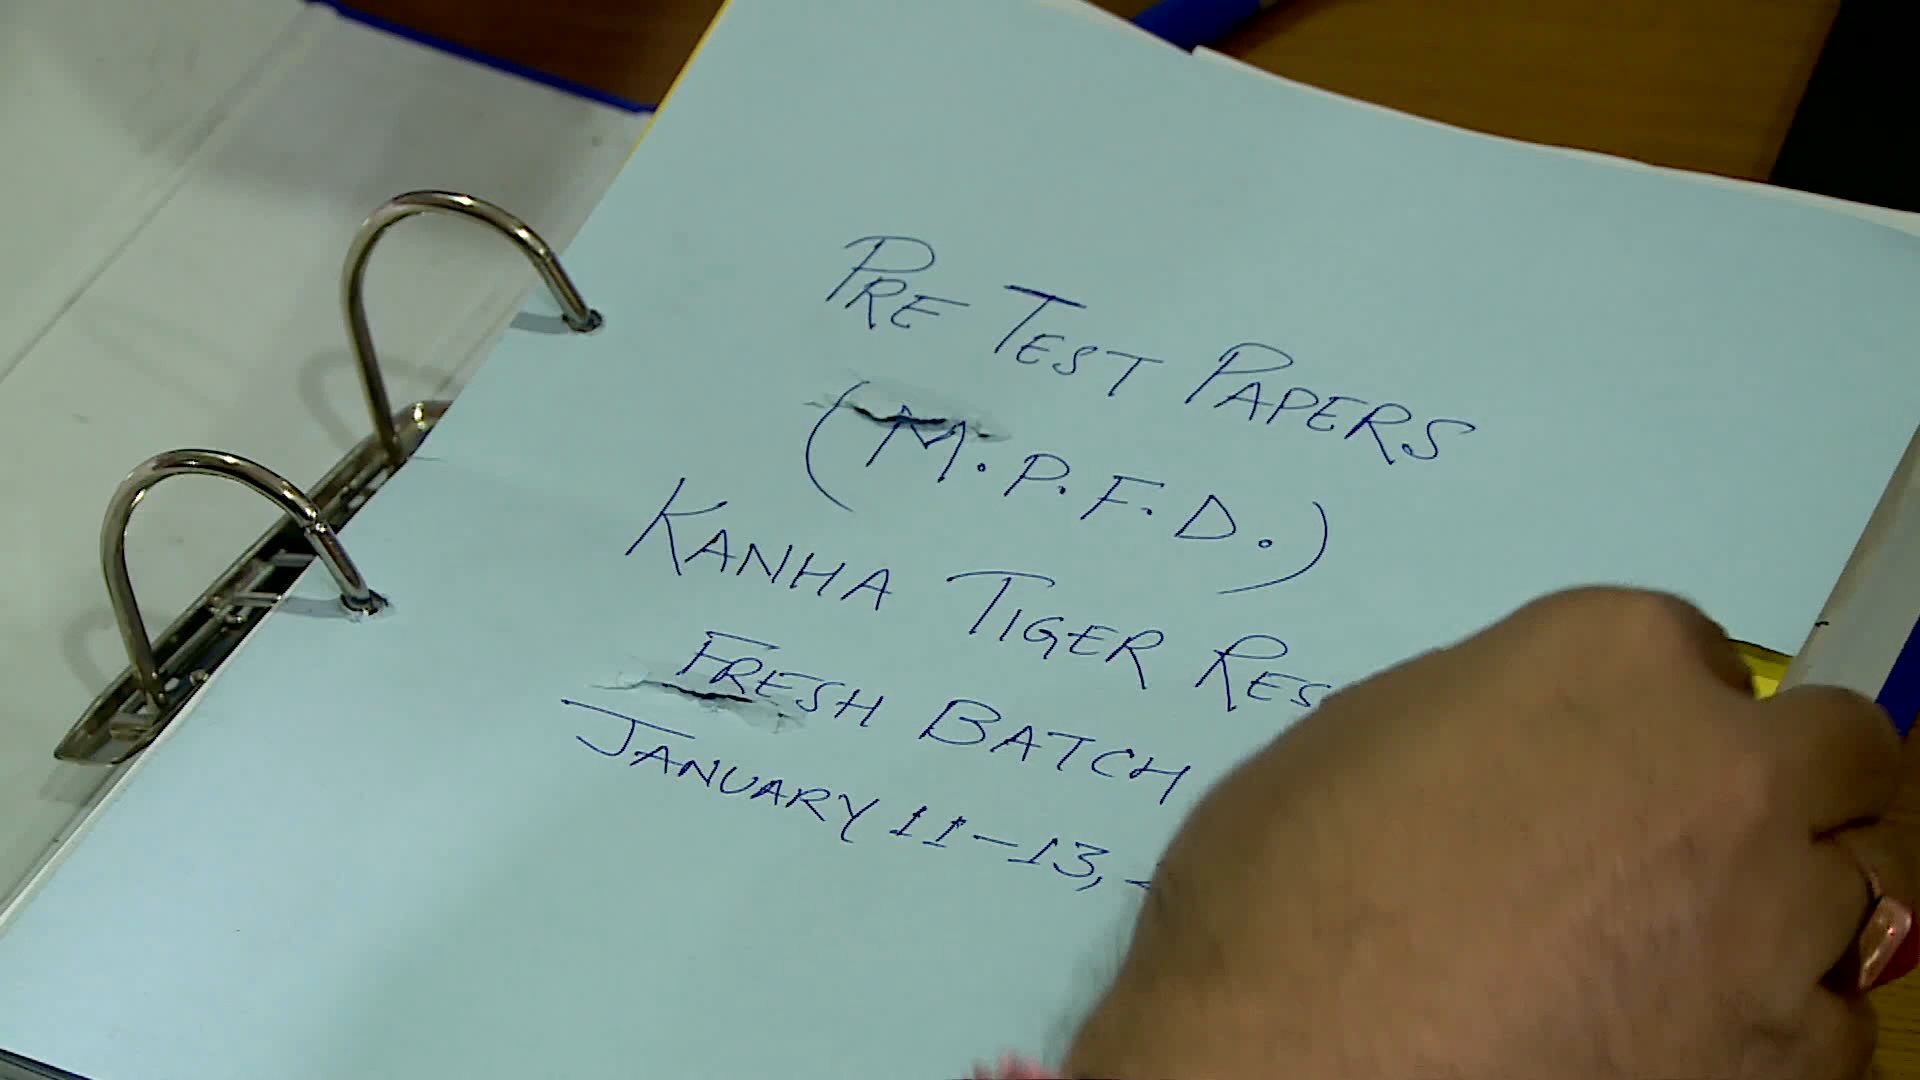 PRE TEST PAPERS
(M.P.F.D.)
KANHA TIGER RES
FRESH BATCH
JANUARY 11-13,